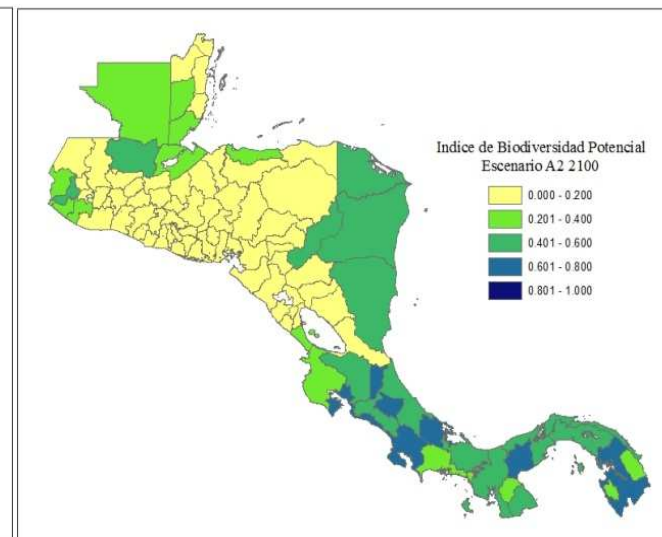 Indice de Biodiversidad Potencial
Escenario A2 2100
0.000 - 0.200
0.201 - 0.400
0.401 - 0.600
0.601 - 0.800
0.801 - 1.000